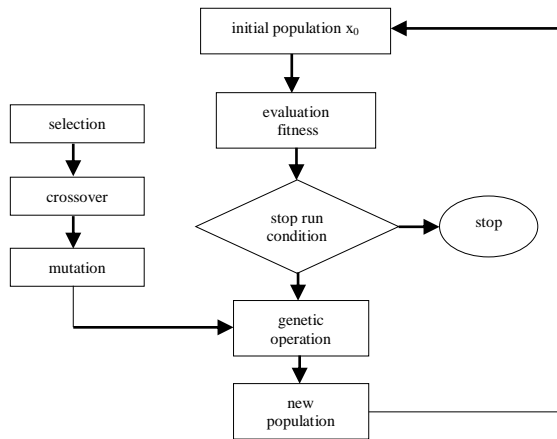 initial population x₀
evaluation
fitness
selection
crossover
mutation
stop run
condition
stop
genetic
operation
new
population